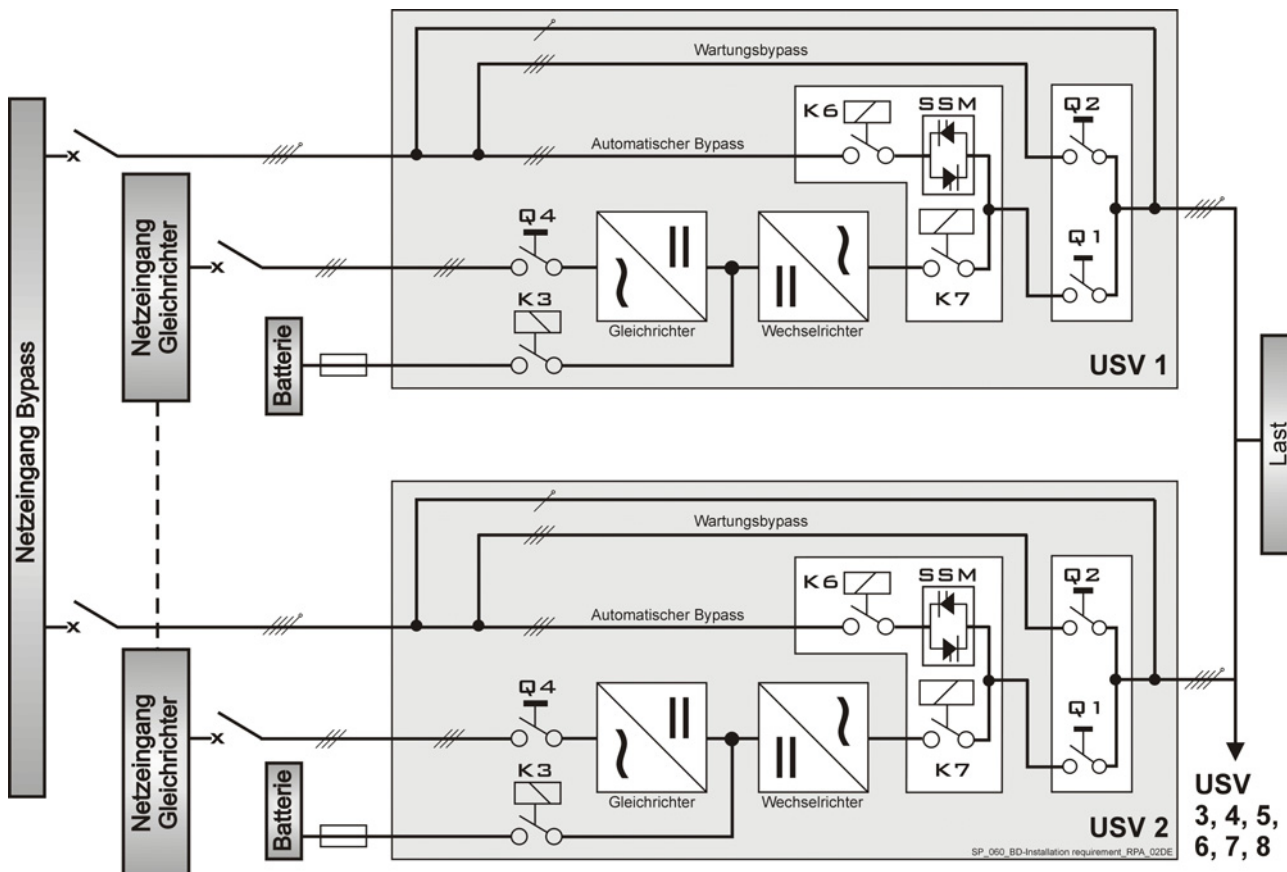 Wartungsbypass
K6
SSM
Q2
Automatischer Bypass
Netzeingang Bypass
Netzeingang
Gleichrichter
Q4
Q1
K3
K7
Gleichrichter
Wechselrichter
Batterie
USV 1
Last
Wartungsbypass
K6
SSM
Q2
Automatischer Bypass
Netzeingang
Gleichrichter
Q4
Q1
K3
K7
Gleichrichter
Wechselrichter
Batterie
USV 2
SP_060_BD-Installation requirement_RPA_02DE
USV
3, 4, 5,
6, 7, 8